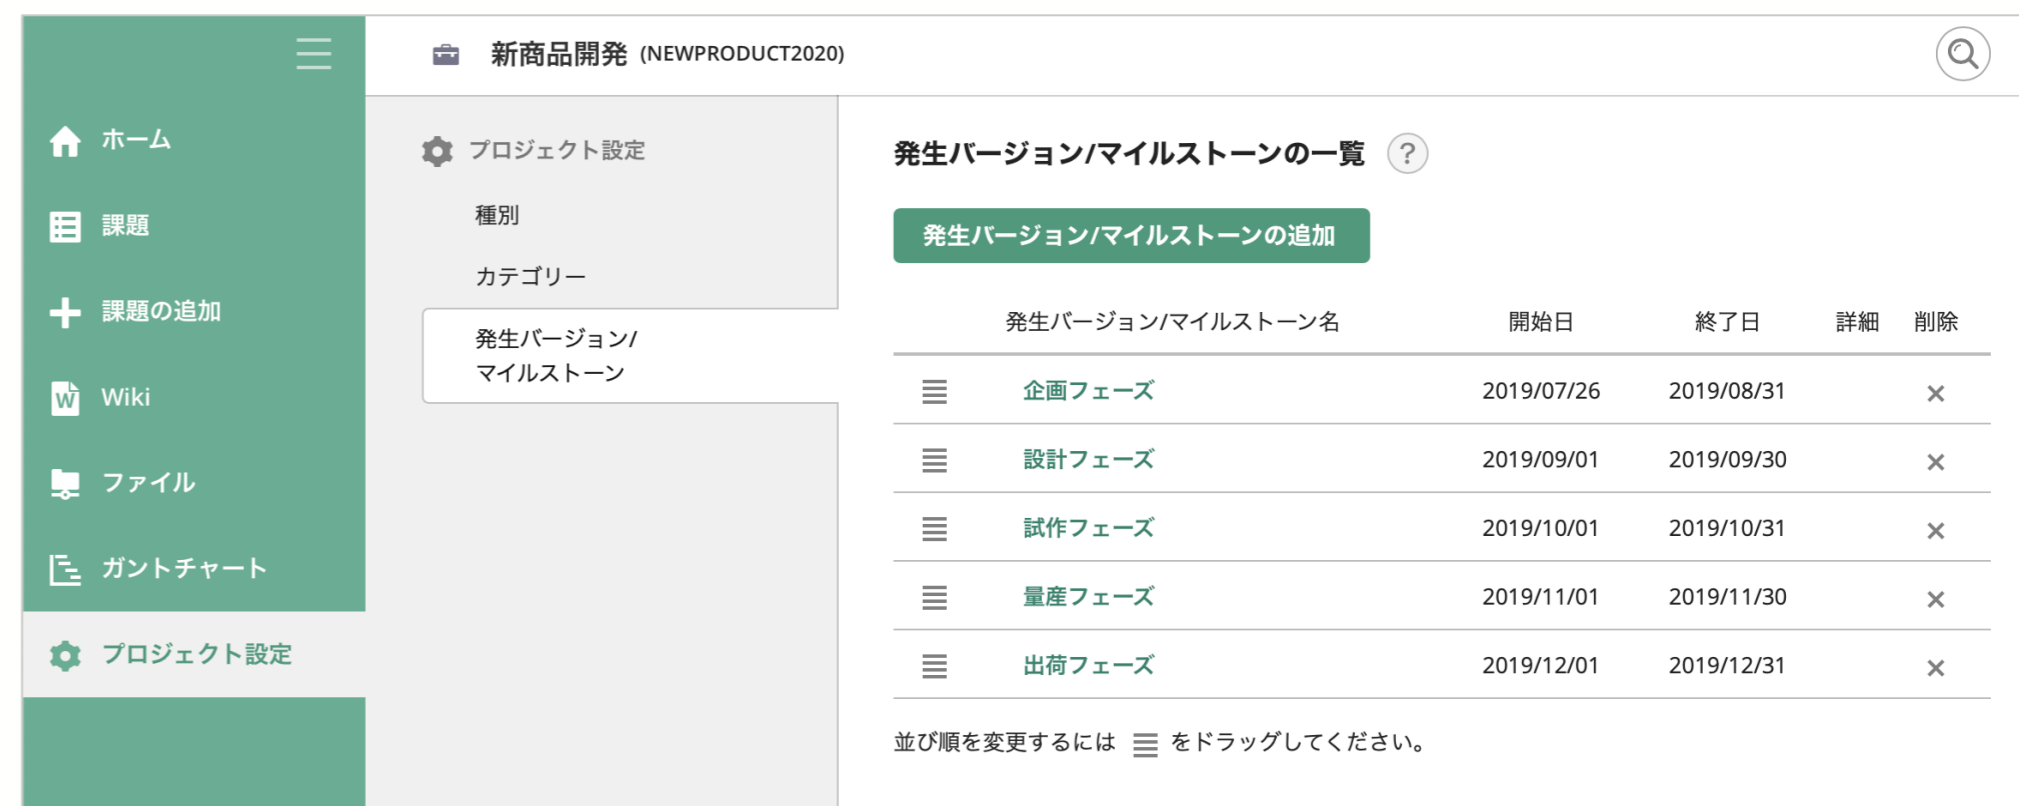 新商品開発 (NEWPRODUCT2020)
ホーム
課題
課題の追加
Wiki
ファイル
ガントチャート
プロジェクト設定
プロジェクト設定
種別
カテゴリー
発生バージョン/
マイルストーン
発生バージョン/マイルストーンの一覧 ?
発生バージョン/マイルストーンの追加
発生バージョン/マイルストーン名 開始日 終了日 詳細 削除
企画フェーズ 2019/07/26 2019/08/31
設計フェーズ 2019/09/01 2019/09/30
試作フェーズ 2019/10/01 2019/10/31
量産フェーズ 2019/11/01 2019/11/30
出荷フェーズ 2019/12/01 2019/12/31
並び順を変更するには をドラッグしてください。